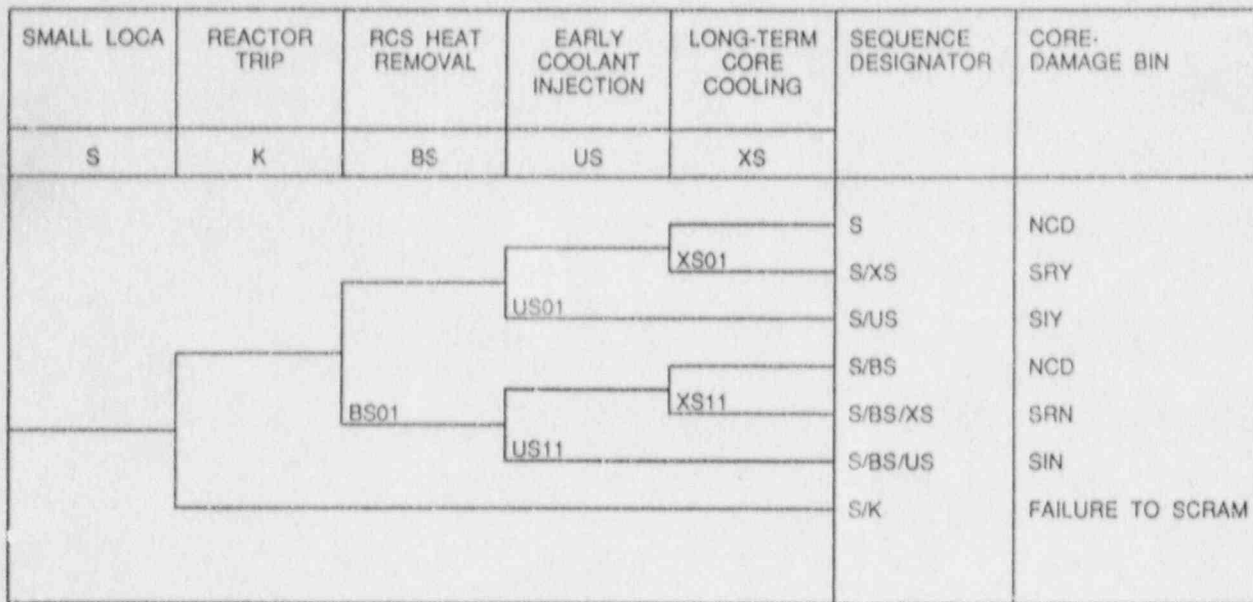 SMALL LOCA
REACTOR
TRIP
RCS HEAT
REMOVAL
EARLY
COOLANT
INJECTION
LONG-TERM
CORE
COOLING
SEQUENCE
DESIGNATOR
CORE-
DAMAGE BIN
S
K
BS
US
XS
S
NCD
XS01
S/XS
SRY
US01
S/US
SIY
S/BS
NCD
XS11
BS01
S/BS/XS
SRN
US11
S/BS/US
SIN
S/K
FAILURE TO SCRAM